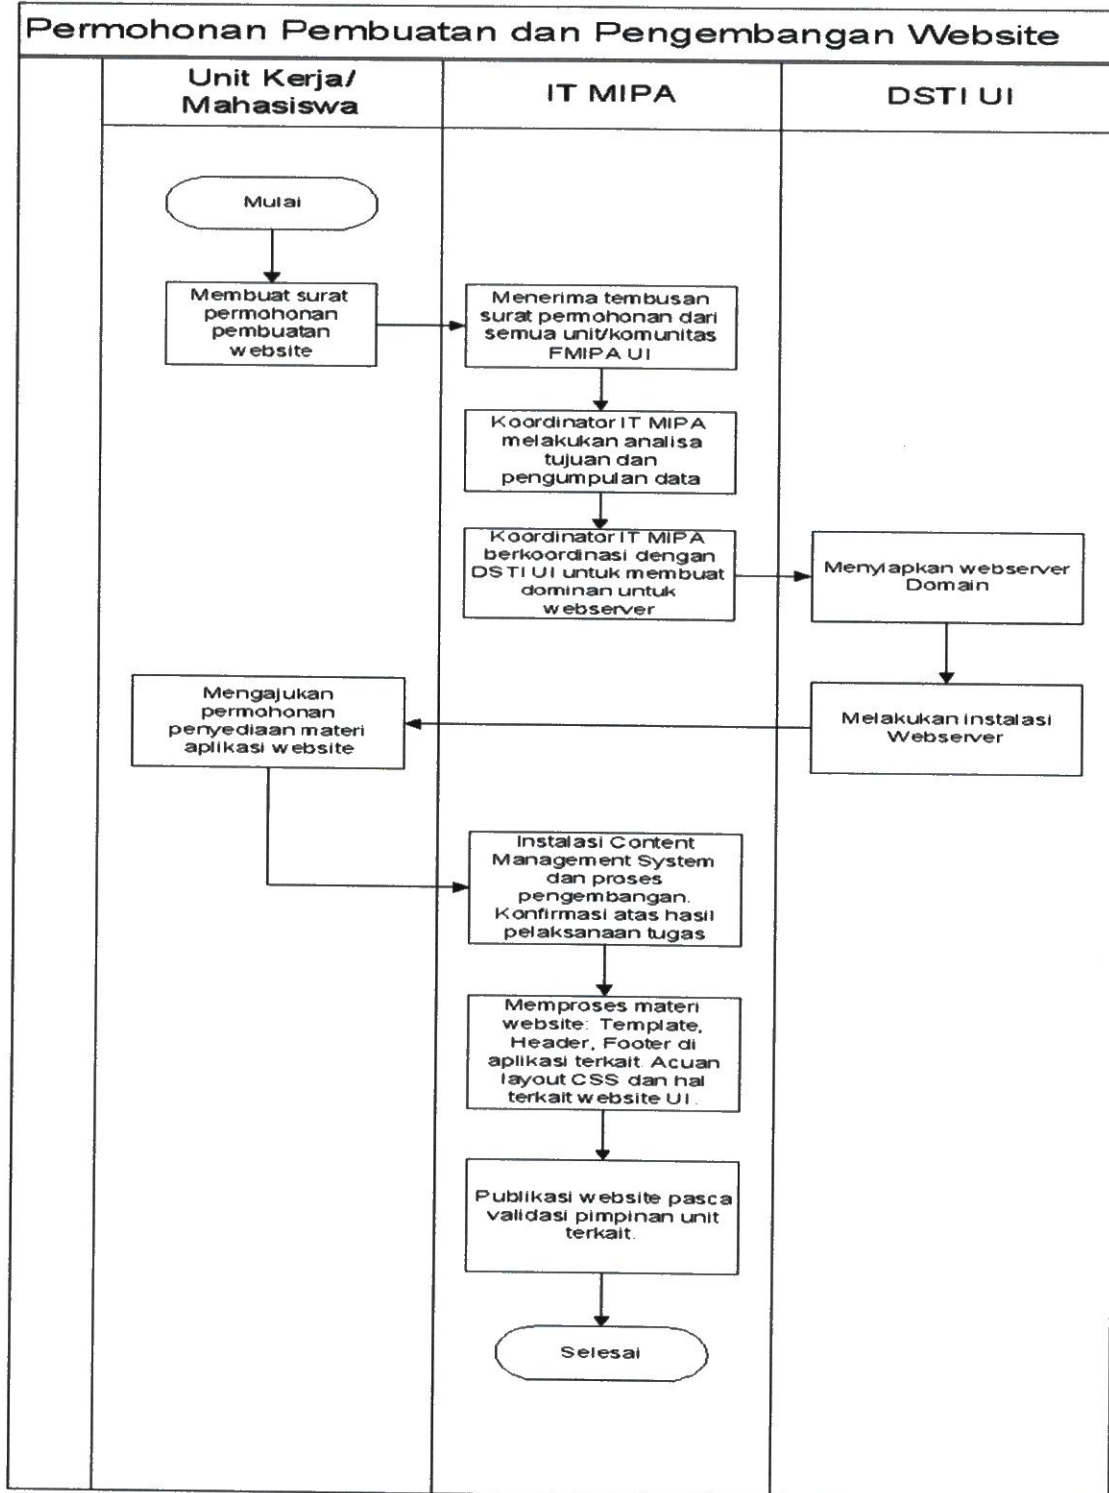 Permohonan Pembuatan dan Pengembangan Website
Unit Kerja/
Mahasiswa
IT MIPA
DSTI UI
Mulai
Membuat surat
permohonan
pembuatan
website
Menerima tembusan
surat permohonan dari
semua unit/komunitas
FMIPA UI
Koordinator IT MIPA
melakukan analisa
tujuan dan
pengumpulan data
Koordinator IT MIPA
berkoordinasi dengan
DSTI UI untuk membuat
dominan untuk
webserver
Menyiapkan webserver
Domain
Melakukan instalasi
Webserver
Mengajukan
permohonan
penyediaan materi
aplikasi website
Instalasi Content
Management System
dan proses
pengembangan.
Konfirmasi atas hasil
pelaksanaan tugas
Memproses materi
website: Template,
Header, Footer di
aplikasi terkait. Acuan
layout CSS dan hal
terkait website UI.
Publikasi website pasca
validasi pimpinan unit
terkait.
Selesai